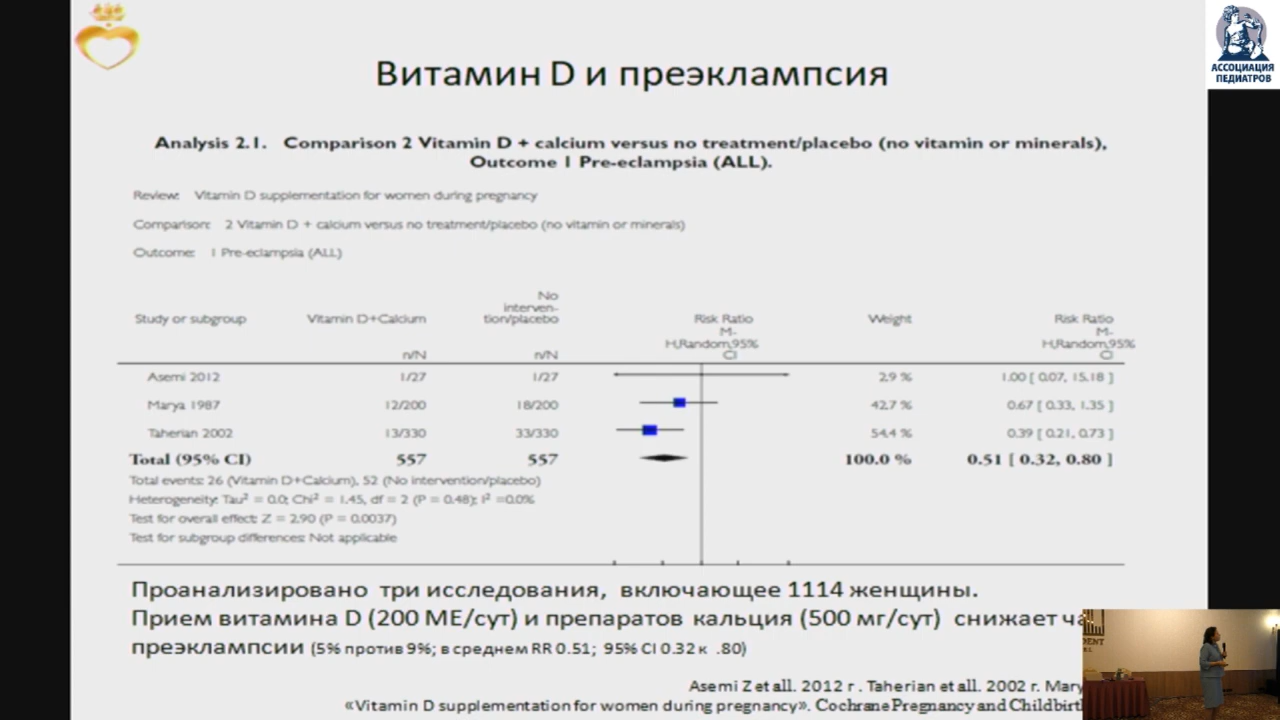 АССОЦИАЦИЯ
ПЕДИАТРОВ
Витамин D и преэклампсия
Analysis 2.1. Comparison 2 Vitamin D + calcium versus no treatment/placebo (no vitamin or minerals),
Outcome 1 Pre-eclampsia (ALL).
Review: Vitamin D supplementation for women during pregnancy
Comparison: 2 Vitamin D + calcium versus no treatment/placebo (no vitamin or minerals)
Outcome: 1 Pre-eclampsia (ALL)
Study or subgroup Vitamin D+Calcium No interven-tion/placebo Risk Ratio Weight Risk Ratio
n/N n/N M-H,Random,95% CI M-H,Random,95% CI
Asemi 2012 1/27 1/27 2.9 % 1.00 [ 0.07, 15.18 ]
Marya 1987 12/200 18/200 42.7 % 0.67 [ 0.33, 1.35 ]
Taherian 2002 13/330 33/330 54.4 % 0.39 [ 0.21, 0.73 ]
Total (95% CI) 557 557 100.0 % 0.51 [ 0.32, 0.80 ]
Total events: 26 (Vitamin D+Calcium), 52 (No intervention/placebo)
Heterogeneity: Tau² = 0.0; Chi² = 1.45, df = 2 (P = 0.48); I² =0.0%
Test for overall effect: Z = 2.90 (P = 0.0037)
Test for subgroup differences: Not applicable
Проанализировано три исследования, включающее 1114 женщины.
Прием витамина D (200 МЕ/сут) и препаратов кальция (500 мг/сут) снижает
преэклампсии (5% против 9%; в среднем RR 0.51; 95% CI 0.32 к .80)
Asemi Z et all. 2012 г. Taherian et all. 2002 г. Mary
«Vitamin D supplementation for women during pregnancy». Cochrane Pregnancy and Childbirt